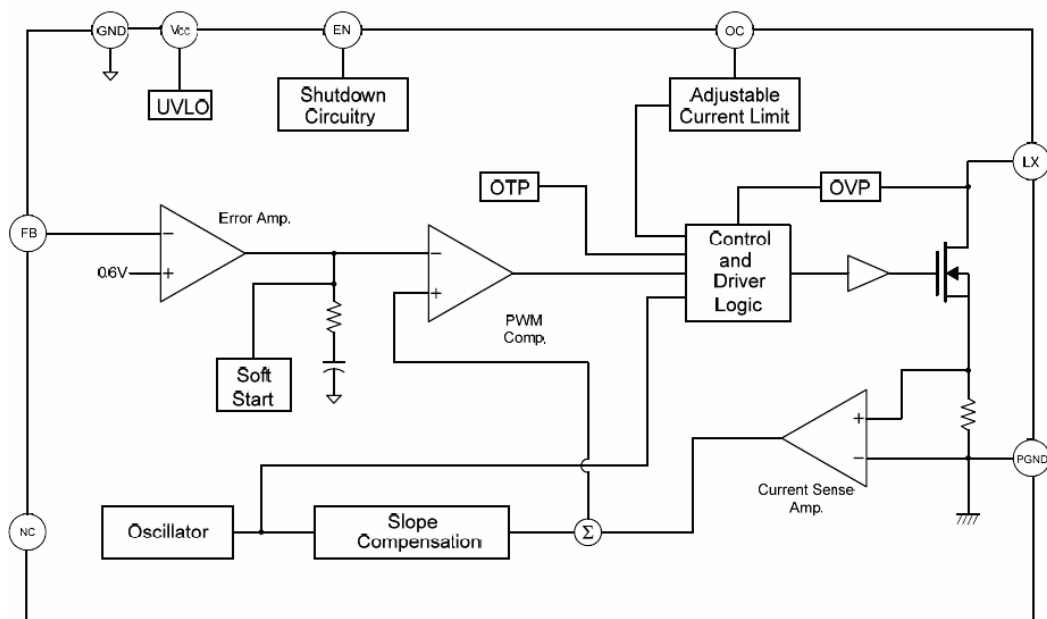 GND
Vcc
EN
OC
UVLO
Shutdown
Circuitry
Adjustable
Current Limit
LX
OTP
OVP
FB
Error Amp.
−
+
0.6V
−
+
PWM
Comp.
Control
and
Driver
Logic
Soft
Start
+
−
Current Sense
Amp.
PGND
NC
Oscillator
Slope
Compensation
Σ